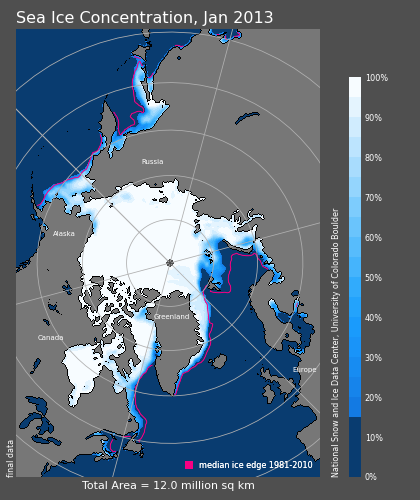 Sea Ice Concentration, Jan 2013
100%
90%
80%
70%
60%
50%
40%
30%
20%
10%
0%
Russia
Alaska
Greenland
Canada
Europe
National Snow and Ice Data Center, University of Colorado Boulder
final data
median ice edge 1981-2010
Total Area = 12.0 million sq km